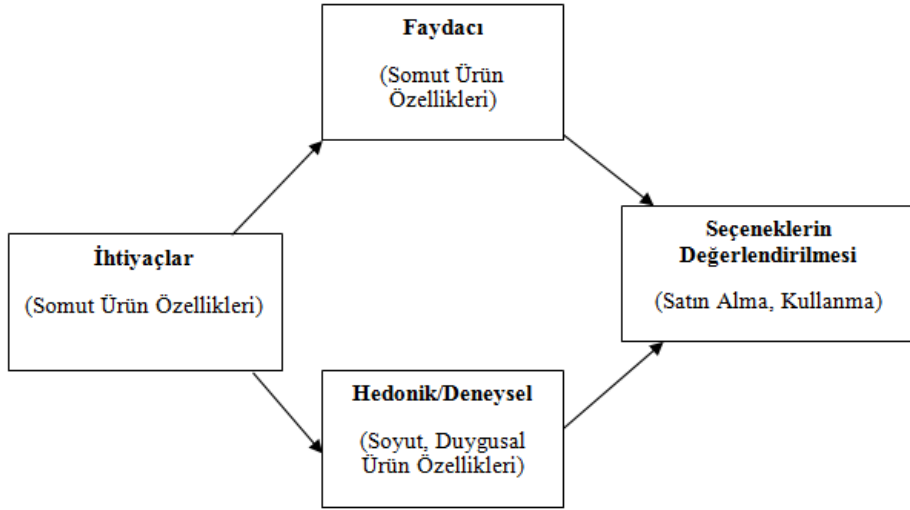 Faydacı
(Somut Ürün
Özellikleri)
İhtiyaçlar
(Somut Ürün Özellikleri)
Seçeneklerin
Değerlendirilmesi
(Satın Alma, Kullanma)
Hedonik/Deneysel
(Soyut, Duygusal
Ürün Özellikleri)